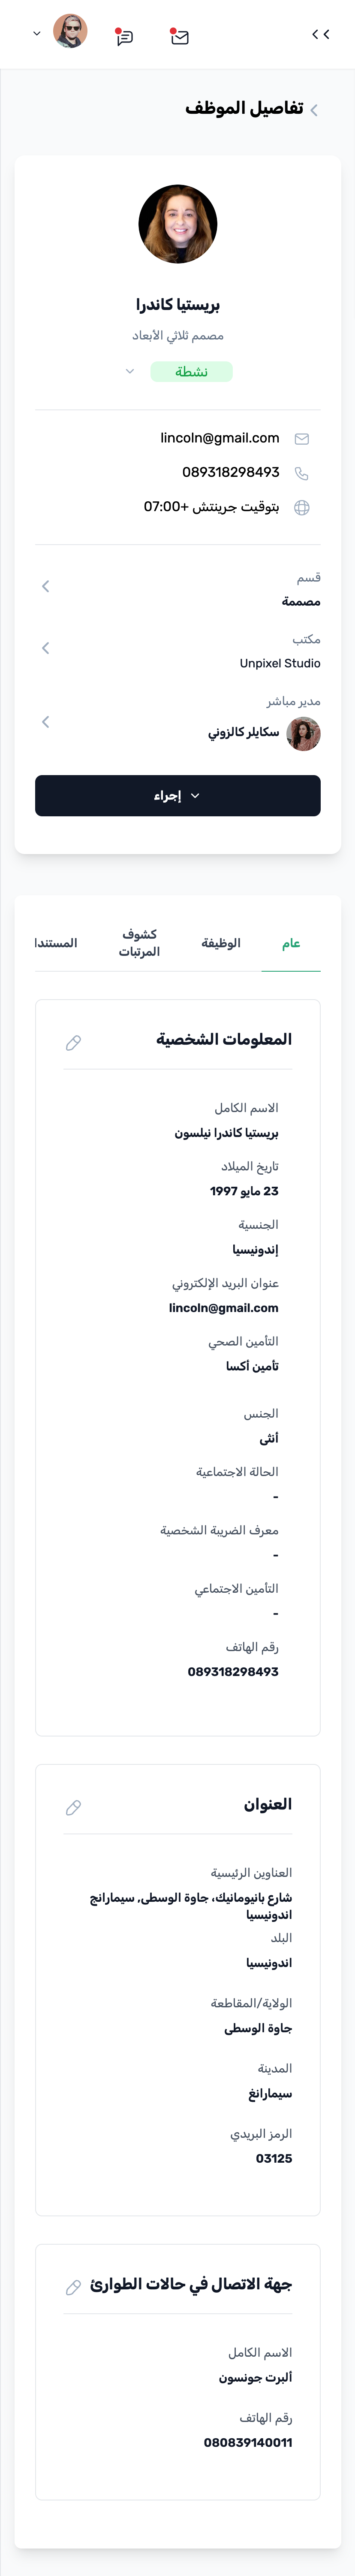 تفاصيل الموظف
بريستيا كاندرا
مصمم ثلاثي الأبعاد
نشطة
lincoln@gmail.com
089318298493
بتوقيت جرينتش +07:00
قسم
مصممة
مكتب
Unpixel Studio
مدير مباشر
سكايلر كالزوني
إجراء
عام
الوظيفة
كشوف
المرتبات
المستندا
المعلومات الشخصية
الاسم الكامل
بريستيا كاندرا نيلسون
تاريخ الميلاد
23 مايو 1997
الجنسية
إندونيسيا
عنوان البريد الإلكتروني
lincoln@gmail.com
التأمين الصحي
تأمين أكسا
الجنس
أنثى
الحالة الاجتماعية
-
معرف الضريبة الشخصية
-
التأمين الاجتماعي
-
رقم الهاتف
089318298493
العنوان
العناوين الرئيسية
شارع بانيومانيك، جاوة الوسطى, سيمارانج
اندونيسيا
البلد
اندونيسيا
الولاية/المقاطعة
جاوة الوسطى
المدينة
سيمارانغ
الرمز البريدي
03125
جهة الاتصال في حالات الطوارئ
الاسم الكامل
ألبرت جونسون
رقم الهاتف
080839140011